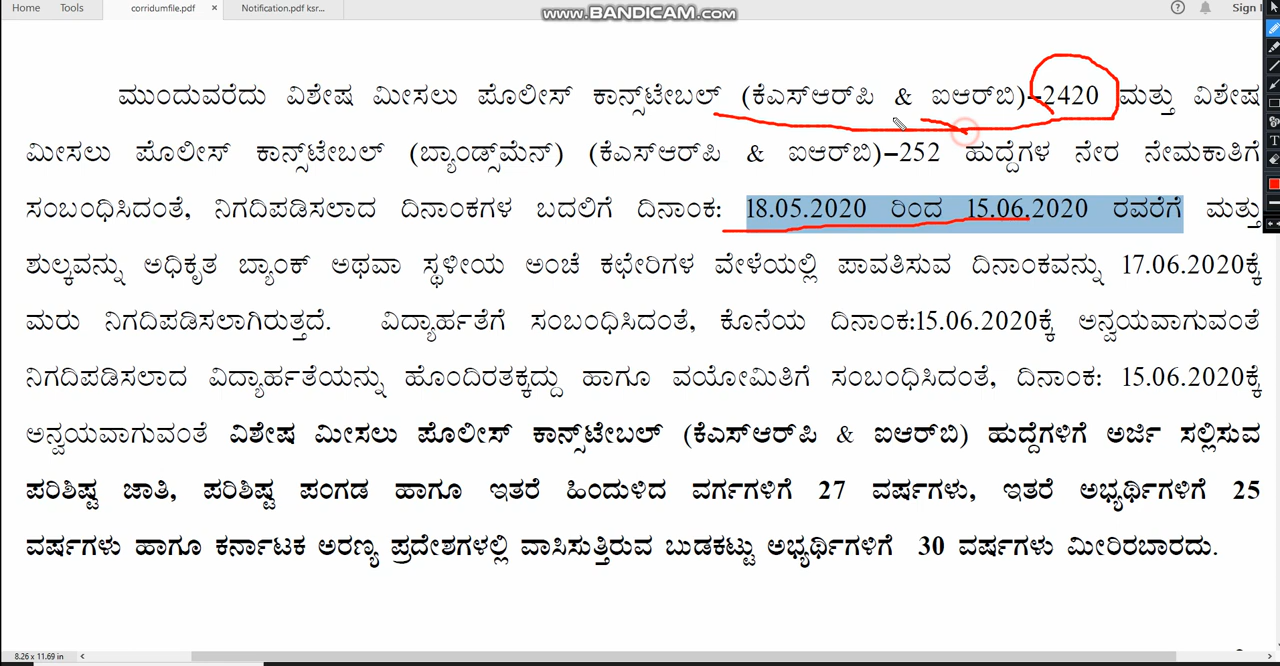 Home Tools corridumfile.pdf × Notification.pdf ksr... Sign I
www.BANDICAM.com
ಮುಂದುವರೆದು ವಿಶೇಷ ಮೀಸಲು ಪೊಲೀಸ್ ಕಾನ್ಸ್‌ಟೇಬಲ್ (ಕೆಎಸ್‌ಆರ್‌ಪಿ & ಐಆರ್‌ಬಿ)–2420 ಮತ್ತು ವಿಶೇಷ
ಮೀಸಲು ಪೊಲೀಸ್ ಕಾನ್ಸ್‌ಟೇಬಲ್ (ಬ್ಯಾಂಡ್ಸ್‌ಮೆನ್) (ಕೆಎಸ್‌ಆರ್‌ಪಿ & ಐಆರ್‌ಬಿ)–252 ಹುದ್ದೆಗಳ ನೇರ ನೇಮಕಾತಿಗೆ
ಸಂಬಂಧಿಸಿದಂತೆ, ನಿಗದಿಪಡಿಸಲಾದ ದಿನಾಂಕಗಳ ಬದಲಿಗೆ ದಿನಾಂಕ: 18.05.2020 ರಿಂದ 15.06.2020 ರವರೆಗೆ ಮತ್ತು
ಶುಲ್ಕವನ್ನು ಅಧಿಕೃತ ಬ್ಯಾಂಕ್ ಅಥವಾ ಸ್ಥಳೀಯ ಅಂಚೆ ಕಛೇರಿಗಳ ವೇಳೆಯಲ್ಲಿ ಪಾವತಿಸುವ ದಿನಾಂಕವನ್ನು 17.06.2020ಕ್ಕೆ
ಮರು ನಿಗದಿಪಡಿಸಲಾಗಿರುತ್ತದೆ. ವಿದ್ಯಾರ್ಹತೆಗೆ ಸಂಬಂಧಿಸಿದಂತೆ, ಕೊನೆಯ ದಿನಾಂಕ:15.06.2020ಕ್ಕೆ ಅನ್ವಯವಾಗುವಂತೆ
ನಿಗದಿಪಡಿಸಲಾದ ವಿದ್ಯಾರ್ಹತೆಯನ್ನು ಹೊಂದಿರತಕ್ಕದ್ದು ಹಾಗೂ ವಯೋಮಿತಿಗೆ ಸಂಬಂಧಿಸಿದಂತೆ, ದಿನಾಂಕ: 15.06.2020ಕ್ಕೆ
ಅನ್ವಯವಾಗುವಂತೆ ವಿಶೇಷ ಮೀಸಲು ಪೊಲೀಸ್ ಕಾನ್ಸ್‌ಟೇಬಲ್ (ಕೆಎಸ್‌ಆರ್‌ಪಿ & ಐಆರ್‌ಬಿ) ಹುದ್ದೆಗಳಿಗೆ ಅರ್ಜಿ ಸಲ್ಲಿಸುವ
ಪರಿಶಿಷ್ಟ ಜಾತಿ, ಪರಿಶಿಷ್ಟ ಪಂಗಡ ಹಾಗೂ ಇತರೆ ಹಿಂದುಳಿದ ವರ್ಗಗಳಿಗೆ 27 ವರ್ಷಗಳು, ಇತರೆ ಅಭ್ಯರ್ಥಿಗಳಿಗೆ 25
ವರ್ಷಗಳು ಹಾಗೂ ಕರ್ನಾಟಕ ಅರಣ್ಯ ಪ್ರದೇಶಗಳಲ್ಲಿ ವಾಸಿಸುತ್ತಿರುವ ಬುಡಕಟ್ಟು ಅಭ್ಯರ್ಥಿಗಳಿಗೆ 30 ವರ್ಷಗಳು ಮೀರಿರಬಾರದು.
8.26 x 11.69 in